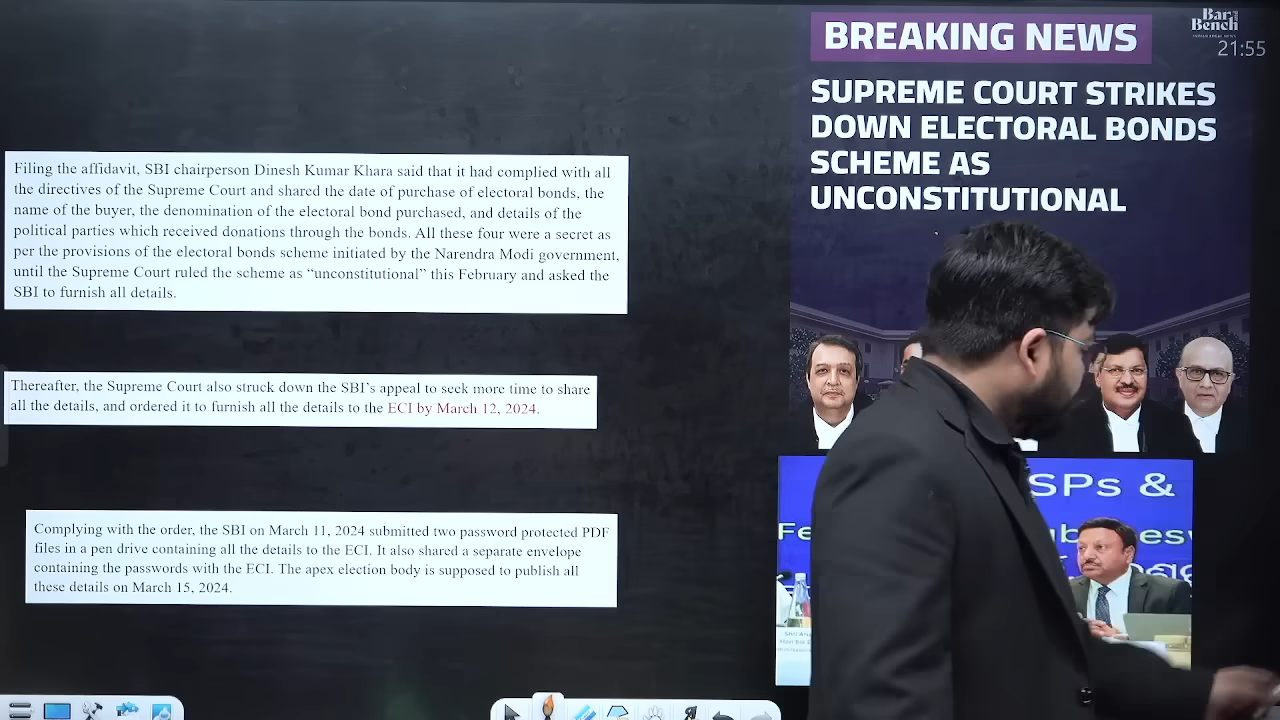 Bar and
Bench
21:55
BREAKING NEWS
SUPREME COURT STRIKES
DOWN ELECTORAL BONDS
SCHEME AS
UNCONSTITUTIONAL
Filing the affidavit, SBI chairperson Dinesh Kumar Khara said that it had complied with all
the directives of the Supreme Court and shared the date of purchase of electoral bonds, the
name of the buyer, the denomination of the electoral bond purchased, and details of the
political parties which received donations through the bonds. All these four were a secret as
per the provisions of the electoral bonds scheme initiated by the Narendra Modi government,
until the Supreme Court ruled the scheme as “unconstitutional” this February and asked the
SBI to furnish all details.
Thereafter, the Supreme Court also struck down the SBI’s appeal to seek more time to share
all the details, and ordered it to furnish all the details to the ECI by March 12, 2024.
Complying with the order, the SBI on March 11, 2024 submitted two password protected PDF
files in a pen drive containing all the details to the ECI. It also shared a separate envelope
containing the passwords with the ECI. The apex election body is supposed to publish all
these details on March 15, 2024.
SPs &
Fe